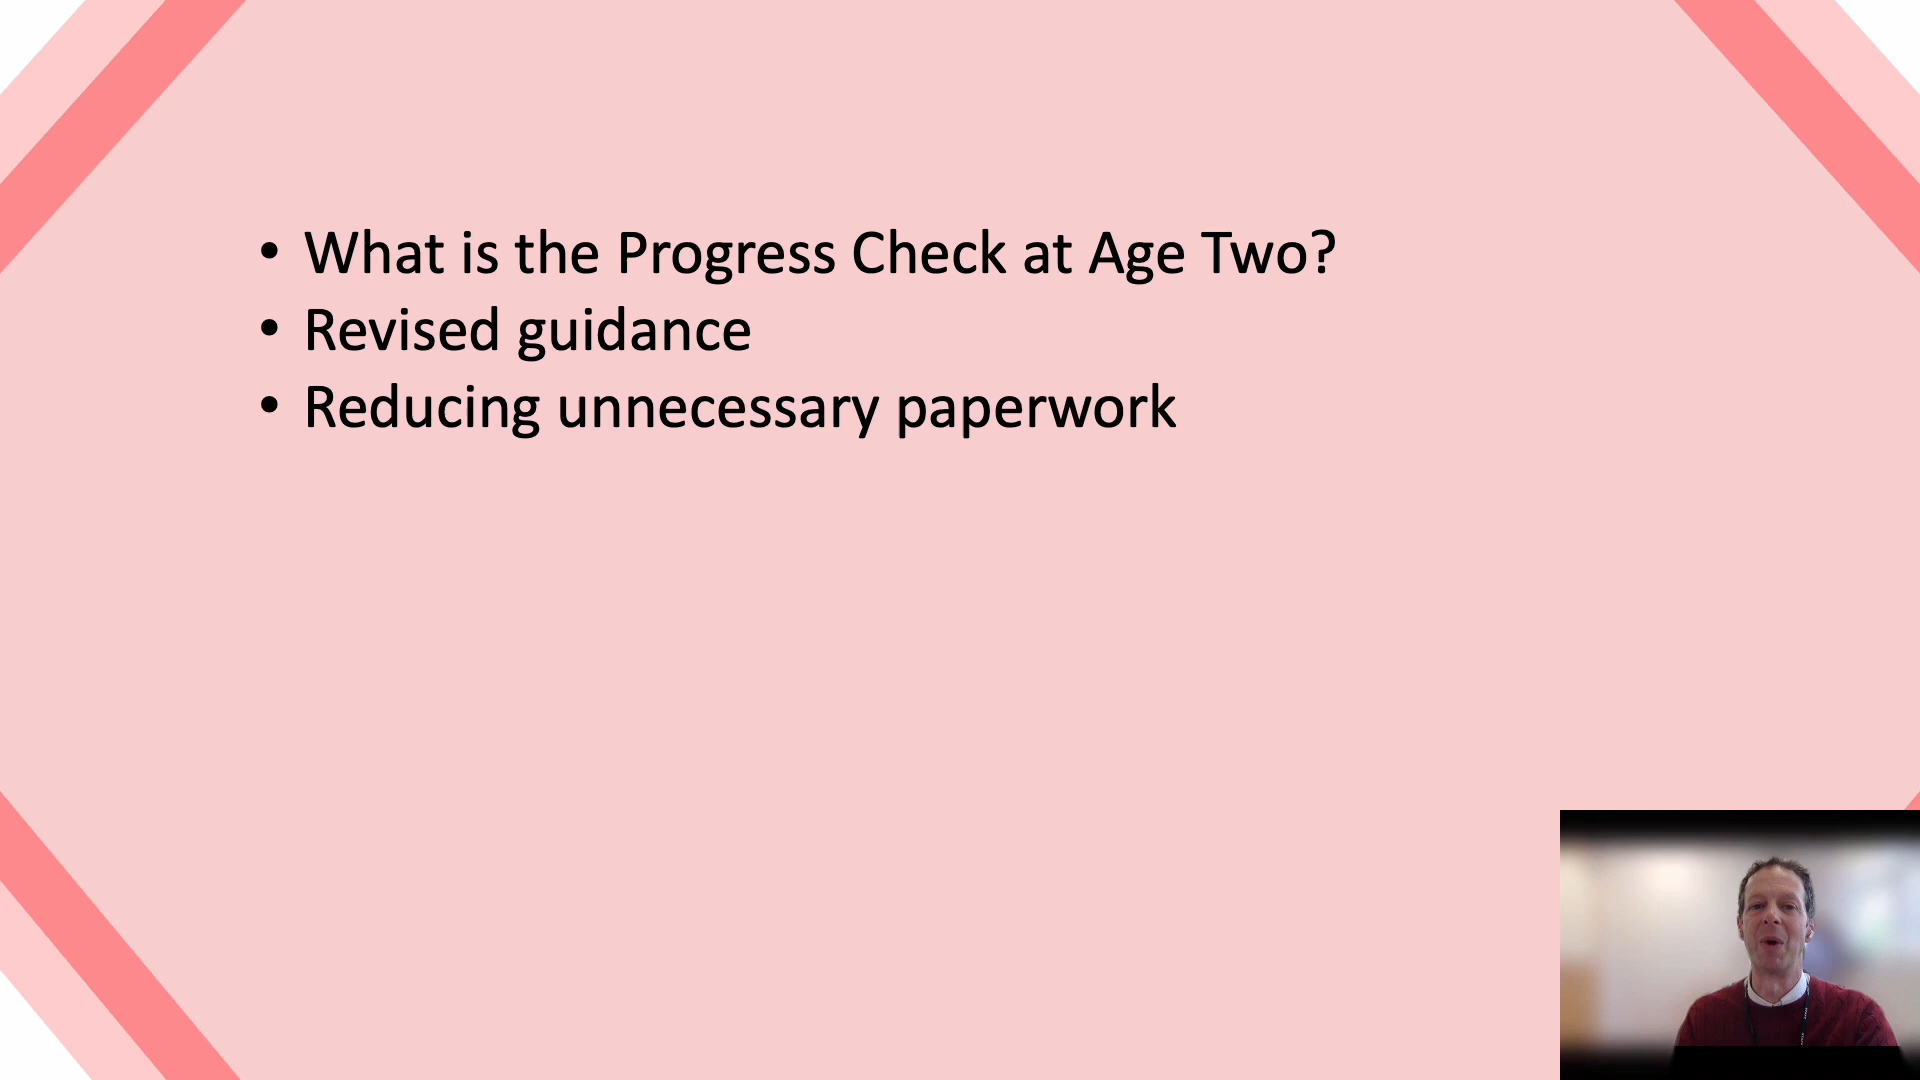 • What is the Progress Check at Age Two?
• Revised guidance
• Reducing unnecessary paperwork